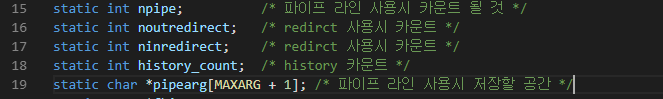 15 static int npipe; /* 파이프 라인 사용시 카운트 될 것 */
16 static int noutredirect; /* redirct 사용시 카운트 */
17 static int ninredirect; /* redirct 사용시 카운트 */
18 static int history_count; /* history 카운트 */
19 static char *pipearg[MAXARG + 1]; /* 파이프 라인 사용시 저장할 공간 */